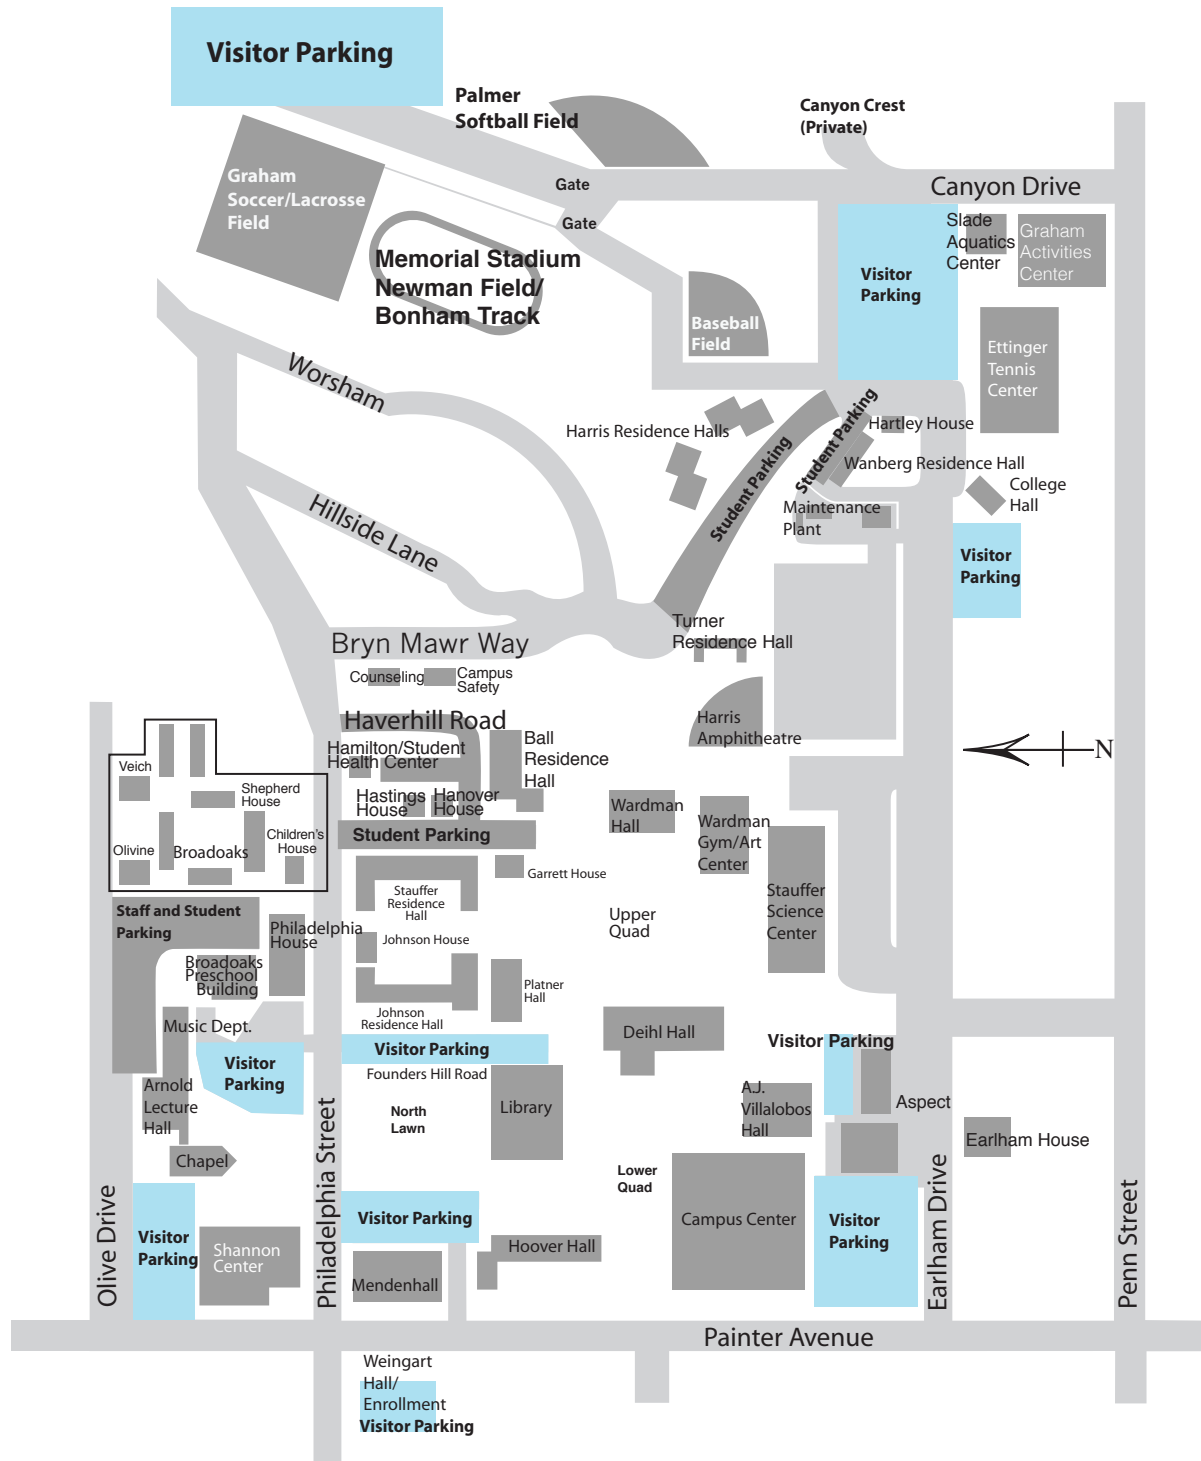 Visitor Parking
Palmer
Softball Field
Canyon Crest
(Private)
Graham
Soccer/Lacrosse
Field
Gate
Gate
Canyon Drive
Memorial Stadium
Newman Field/
Bonham Track
Visitor
Parking
Slade
Aquatics
Center
Graham
Activities
Center
Baseball
Field
Ettinger
Tennis
Center
Worsham
Harris Residence Halls
Student Parking
Student Parking
Hartley House
Wanberg Residence Hall
College
Hall
Maintenance
Plant
Hillside Lane
Visitor
Parking
Bryn Mawr Way
Turner
Residence Hall
Counseling
Campus
Safety
Haverhill Road
Harris
Amphitheatre
Hamilton/Student
Health Center
Ball
Residence
Hall
N
Veich
Shepherd
House
Hastings
House
Hanover
House
Wardman
Hall
Wardman
Gym/Art
Center
Olivine
Broadoaks
Children's
House
Student Parking
Garrett House
Stauffer
Residence
Hall
Stauffer
Science
Center
Staff and Student
Parking
Philadelphia
House
Johnson House
Upper
Quad
Broadoaks
Preschool
Building
Platner
Hall
Music Dept.
Johnson
Residence Hall
Deihl Hall
Visitor Parking
Visitor Parking
Visitor
Parking
Founders Hill Road
Arnold
Lecture
Hall
North
Lawn
Library
A.J.
Villalobos
Hall
Aspect
Earlham House
Chapel
Lower
Quad
Olive Drive
Philadelphia Street
Earlham Drive
Penn Street
Visitor
Parking
Shannon
Center
Visitor Parking
Hoover Hall
Mendenhall
Campus Center
Visitor
Parking
Painter Avenue
Weingart
Hall/
Enrollment
Visitor Parking